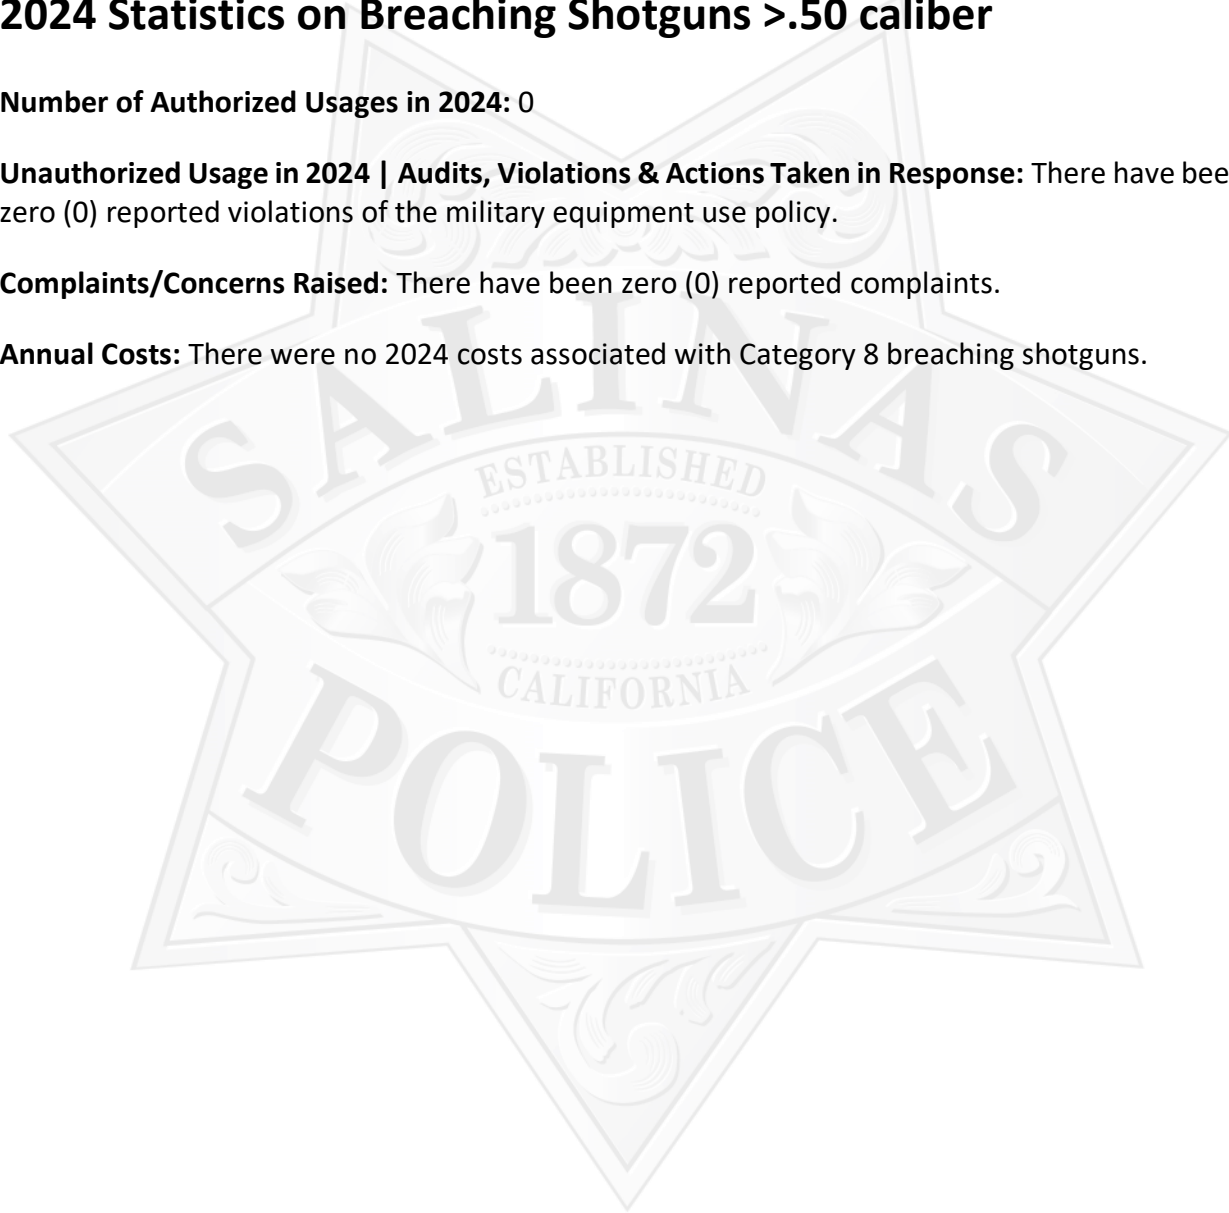 2024 Statistics on Breaching Shotguns >.50 caliber
Number of Authorized Usages in 2024: 0
Unauthorized Usage in 2024 | Audits, Violations & Actions Taken in Response: There have bee
zero (0) reported violations of the military equipment use policy.
Complaints/Concerns Raised: There have been zero (0) reported complaints.
Annual Costs: There were no 2024 costs associated with Category 8 breaching shotguns.
SALINAS
ESTABLISHED
1872
CALIFORNIA
POLICE